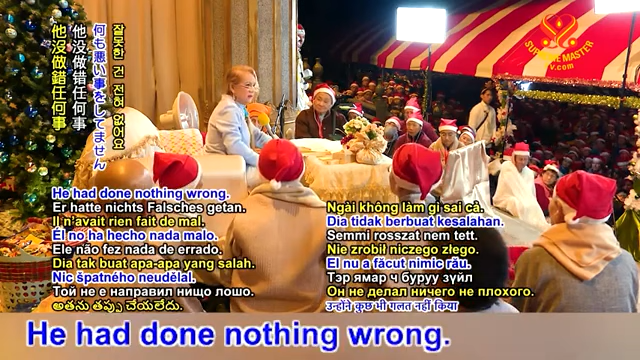 SUPREME MASTER
TV.com
잘못한 건 전혀 없어요
何も悪い事をしてません
他没做错任何事
他沒做錯任何事
He had done nothing wrong.
Er hatte nichts Falsches getan.
Il n'avait rien fait de mal.
Él no ha hecho nada malo.
Ele não fez nada de errado.
Dia tak buat apa-apa yang salah.
Nic špatného neudělal.
Той не е направил нищо лошо.
అతను తప్పు చేయలేదు.
Ngài không làm gì sai cả.
Dia tidak berbuat kesalahan.
Semmi rosszat nem tett.
Nie zrobił niczego złego.
El nu a făcut nimic rău.
Тэр ямар ч буруу зүйл
Он не делал ничего не плохого.
उन्होंने कुछ भी गलत नहीं किया
He had done nothing wrong.